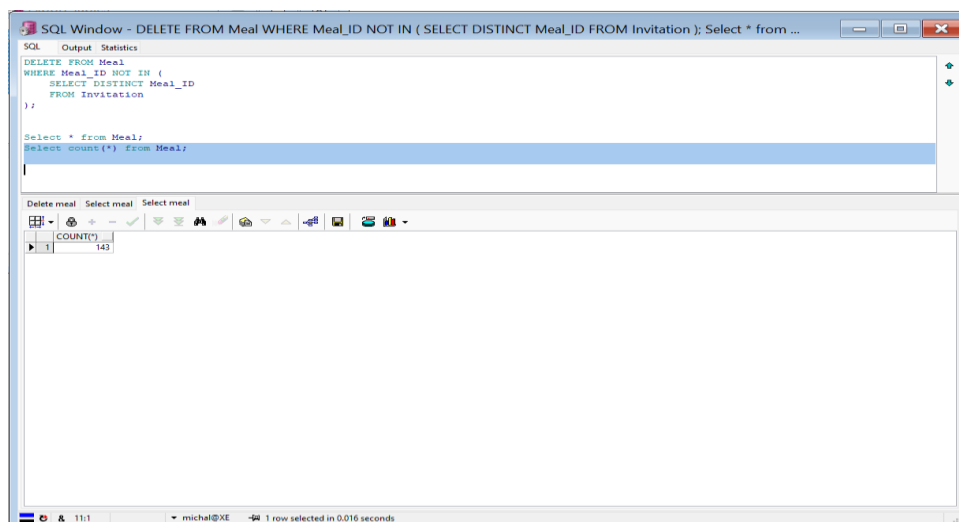 SQL Window - DELETE FROM Meal WHERE Meal_ID NOT IN ( SELECT DISTINCT Meal_ID FROM Invitation ); Select * from ...
SQL Output Statistics
DELETE FROM Meal
WHERE Meal_ID NOT IN (
SELECT DISTINCT Meal_ID
FROM Invitation
);
Select * from Meal;
Select count(*) from Meal;
Delete meal Select meal Select meal
COUNT(*)
1 143
& 11:1 michal@XE 1 row selected in 0.016 seconds